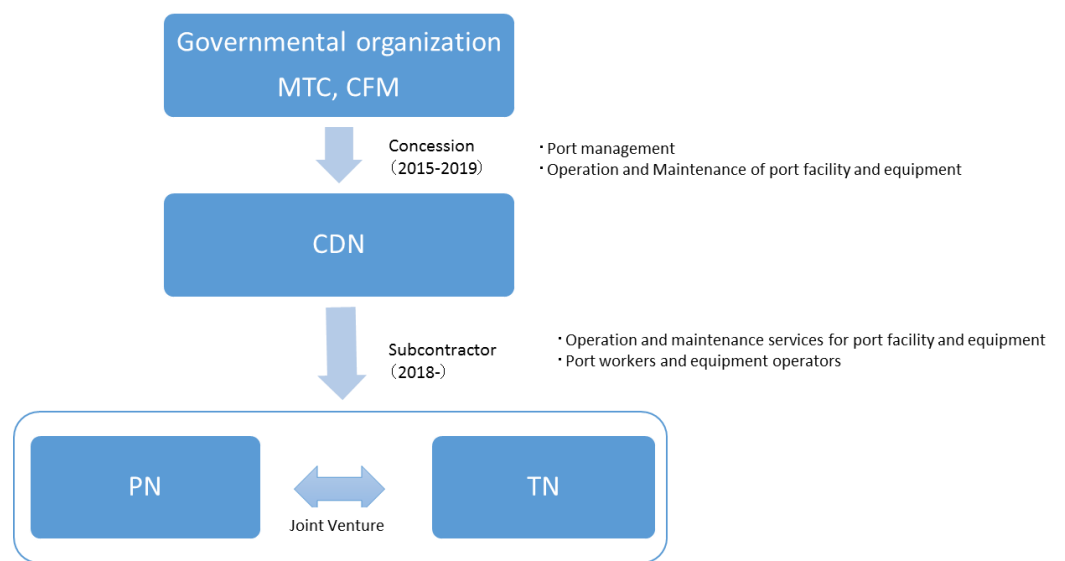 Governmental organization
MTC, CFM
Concession
（2015-2019）
・Port management
・Operation and Maintenance of port facility and equipment
CDN
Subcontractor
（2018-）
・Operation and maintenance services for port facility and equipment
・Port workers and equipment operators
PN
Joint Venture
TN